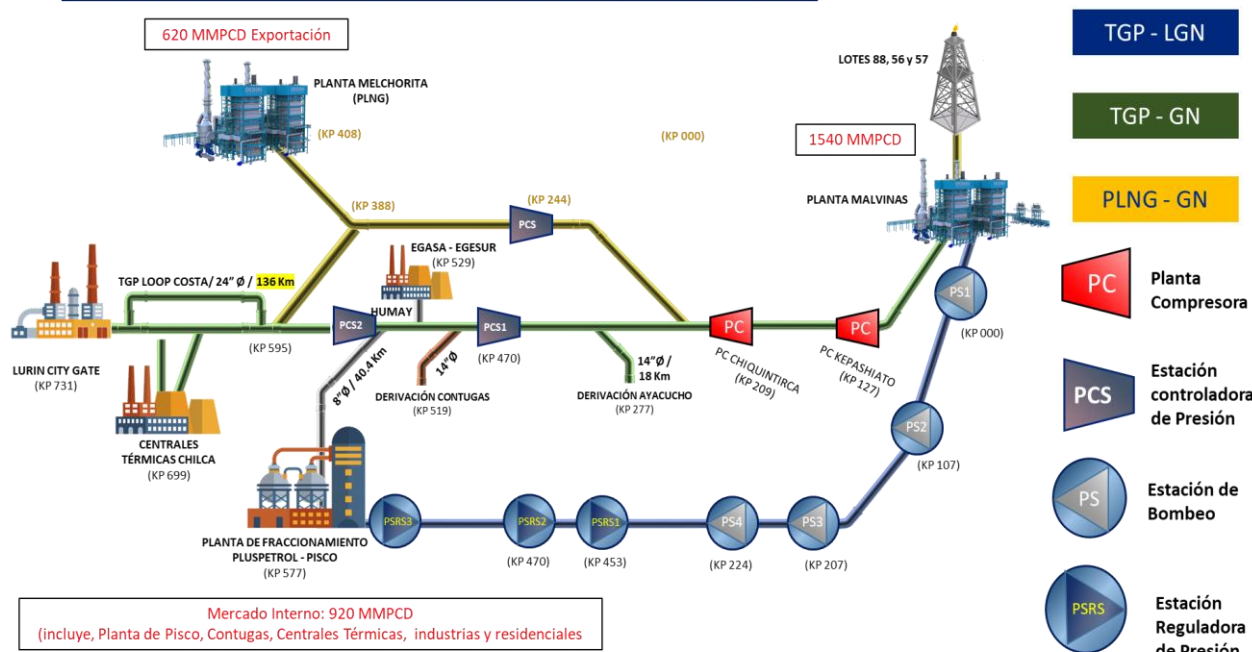 620 MMPCD Exportación
PLANTA MELCHORITA
(PLNG)
(KP 408)
(KP 000)
LOTES 88, 56 y 57
1540 MMPCD
PLANTA MALVINAS
TGP - LGN
TGP - GN
PLNG - GN
(KP 388)
(KP 244)
PCS
EGASA - EGESUR
(KP 529)
TGP LOOP COSTA/ 24" Ø / 136 Km
HUMAY
PCS2
PCS1
PC
PC
PS1
(KP 000)
PC
Planta
Compresora
LURIN CITY GATE
(KP 731)
(KP 595)
8"Ø / 40.4 Km
14"Ø
(KP 470)
DERIVACIÓN CONTUGAS
(KP 519)
14"Ø /
18 Km
DERIVACIÓN AYACUCHO
(KP 277)
PC CHIQUINTIRCA
(KP 209)
PC KEPASHIATO
(KP 127)
PCS
Estación
controladora
de Presión
CENTRALES
TÉRMICAS CHILCA
(KP 699)
PS2
(KP 107)
PS
Estación de
Bombeo
PSRS3
PSRS2
PSRS1
PS4
PS3
(KP 470)
(KP 453)
(KP 224)
(KP 207)
PLANTA DE FRACCIONAMIENTO
PLUSPETROL - PISCO
(KP 577)
PSRS
Estación
Reguladora
de Presión
Mercado Interno: 920 MMPCD
(incluye, Planta de Pisco, Contugas, Centrales Térmicas, industrias y residenciales